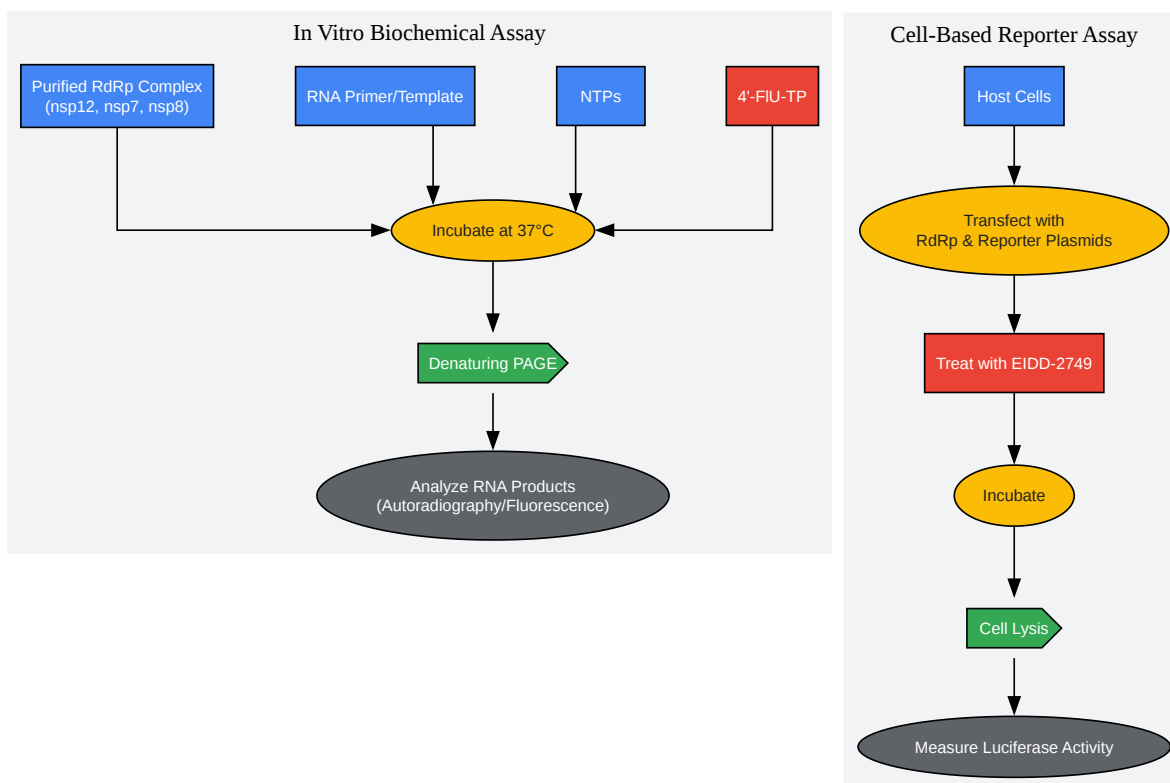 In Vitro Biochemical Assay
Purified RdRp Complex
(nsp12, nsp7, nsp8)
RNA Primer/Template
NTPs
4'-FlU-TP
Incubate at 37°C
Denaturing PAGE
Analyze RNA Products
(Autoradiography/Fluorescence)
Cell-Based Reporter Assay
Host Cells
Transfect with
RdRp & Reporter Plasmids
Treat with EIDD-2749
Incubate
Cell Lysis
Measure Luciferase Activity